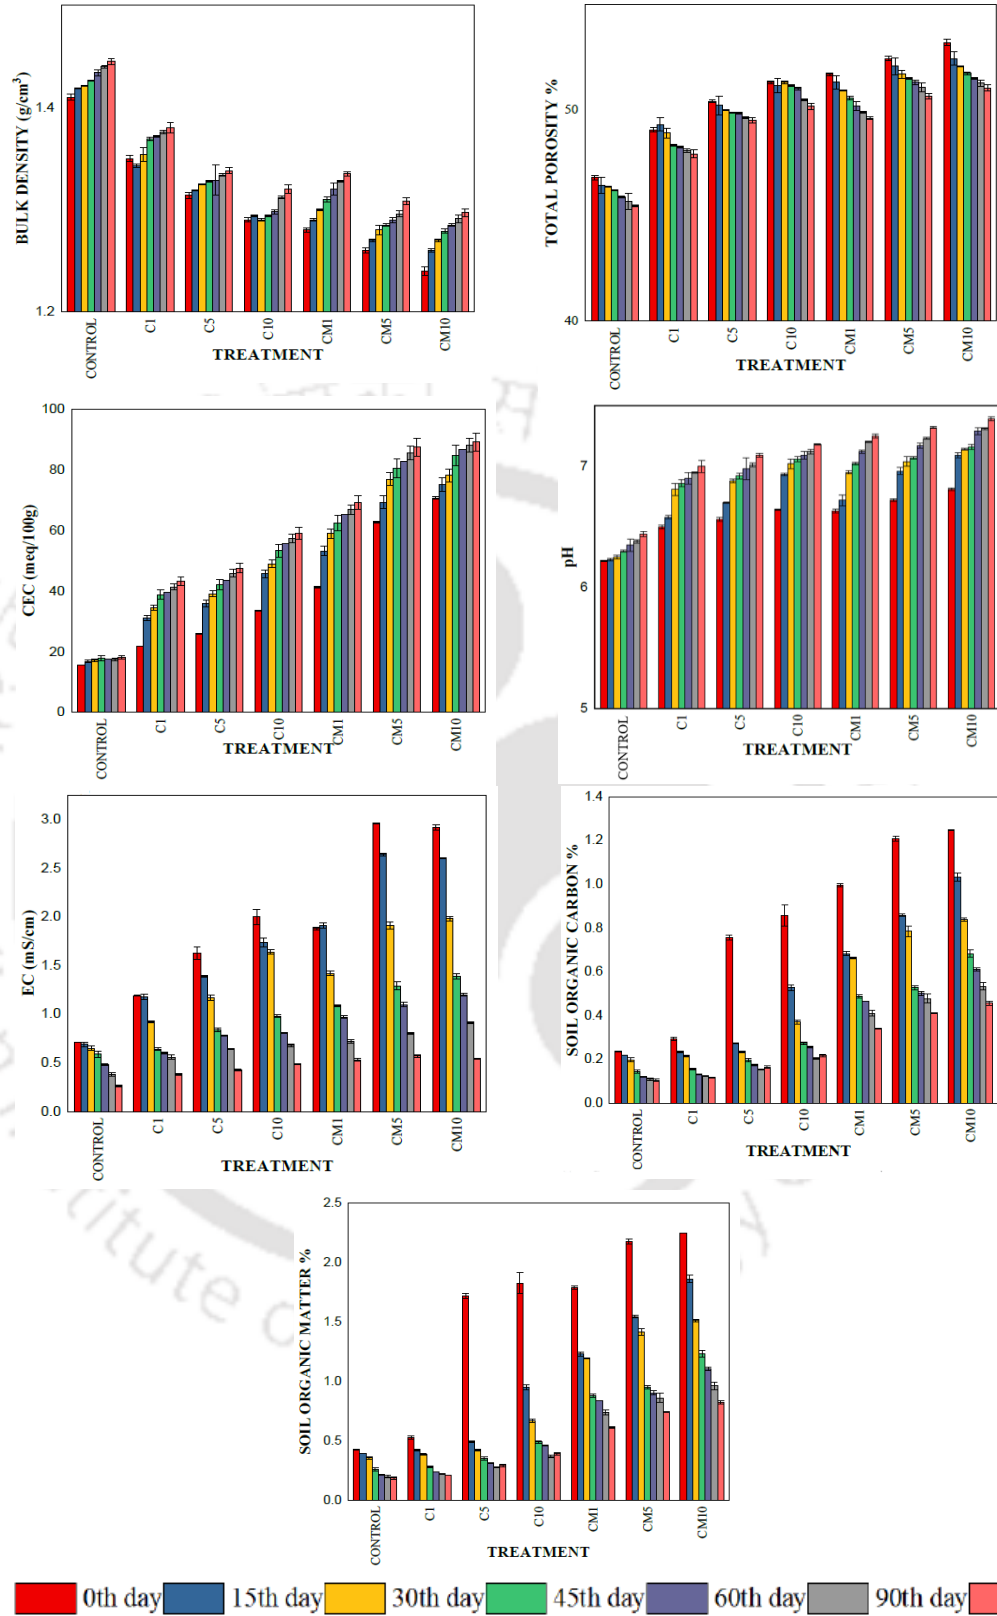 BULK DENSITY (g/cm³)
1.4
1.2
CONTROL
C1
C5
C10
CM1
CM5
CM10
TREATMENT
TOTAL POROSITY %
50
40
CONTROL
C1
C5
C10
CM1
CM5
CM10
TREATMENT
CEC (meq/100g)
100
80
60
40
20
0
CONTROL
C1
C5
C10
CM1
CM5
CM10
TREATMENT
pH
7
6
5
CONTROL
C1
C5
C10
CM1
CM5
CM10
TREATMENT
EC (mS/cm)
3.0
2.5
2.0
1.5
1.0
0.5
0.0
CONTROL
C1
C5
C10
CM1
CM5
CM10
TREATMENT
SOIL ORGANIC CARBON %
1.4
1.2
1.0
0.8
0.6
0.4
0.2
0.0
CONTROL
C1
C5
C10
CM1
CM5
CM10
TREATMENT
SOIL ORGANIC MATTER %
2.5
2.0
1.5
1.0
0.5
0.0
CONTROL
C1
C5
C10
CM1
CM5
CM10
TREATMENT
titute o
0th day 15th day 30th day 45th day 60th day 90th day